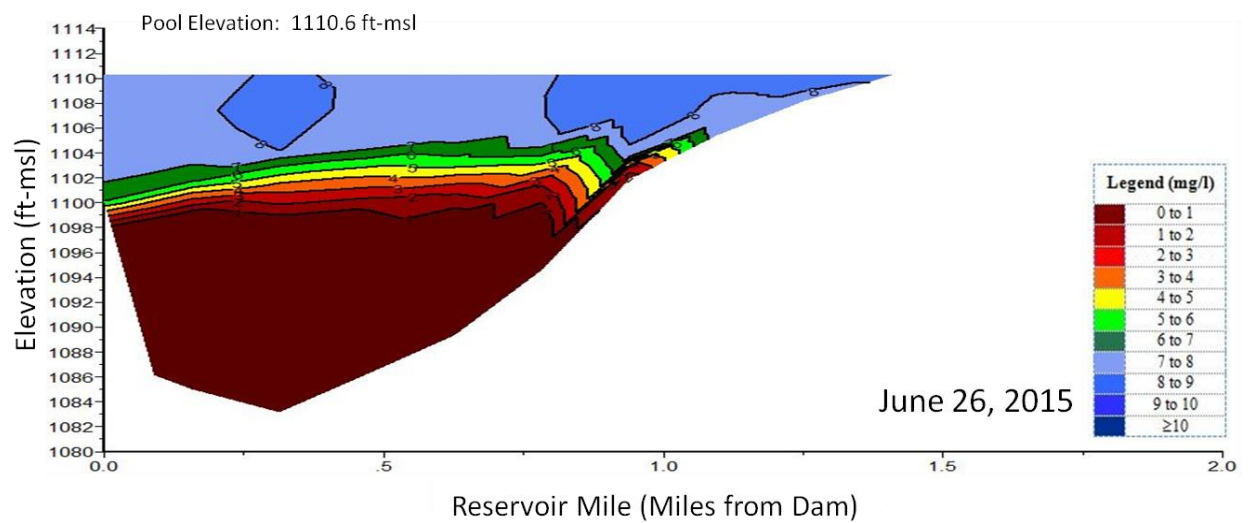 Pool Elevation: 1110.6 ft-msl
Elevation (ft-msl)
1114
1112
1110
1108
1106
1104
1102
1100
1098
1096
1094
1092
1090
1088
1086
1084
1082
1080
0.0 .5 1.0 1.5 2.0
Reservoir Mile (Miles from Dam)
June 26, 2015
Legend (mg/l)
0 to 1
1 to 2
2 to 3
3 to 4
4 to 5
5 to 6
6 to 7
7 to 8
8 to 9
9 to 10
≥10